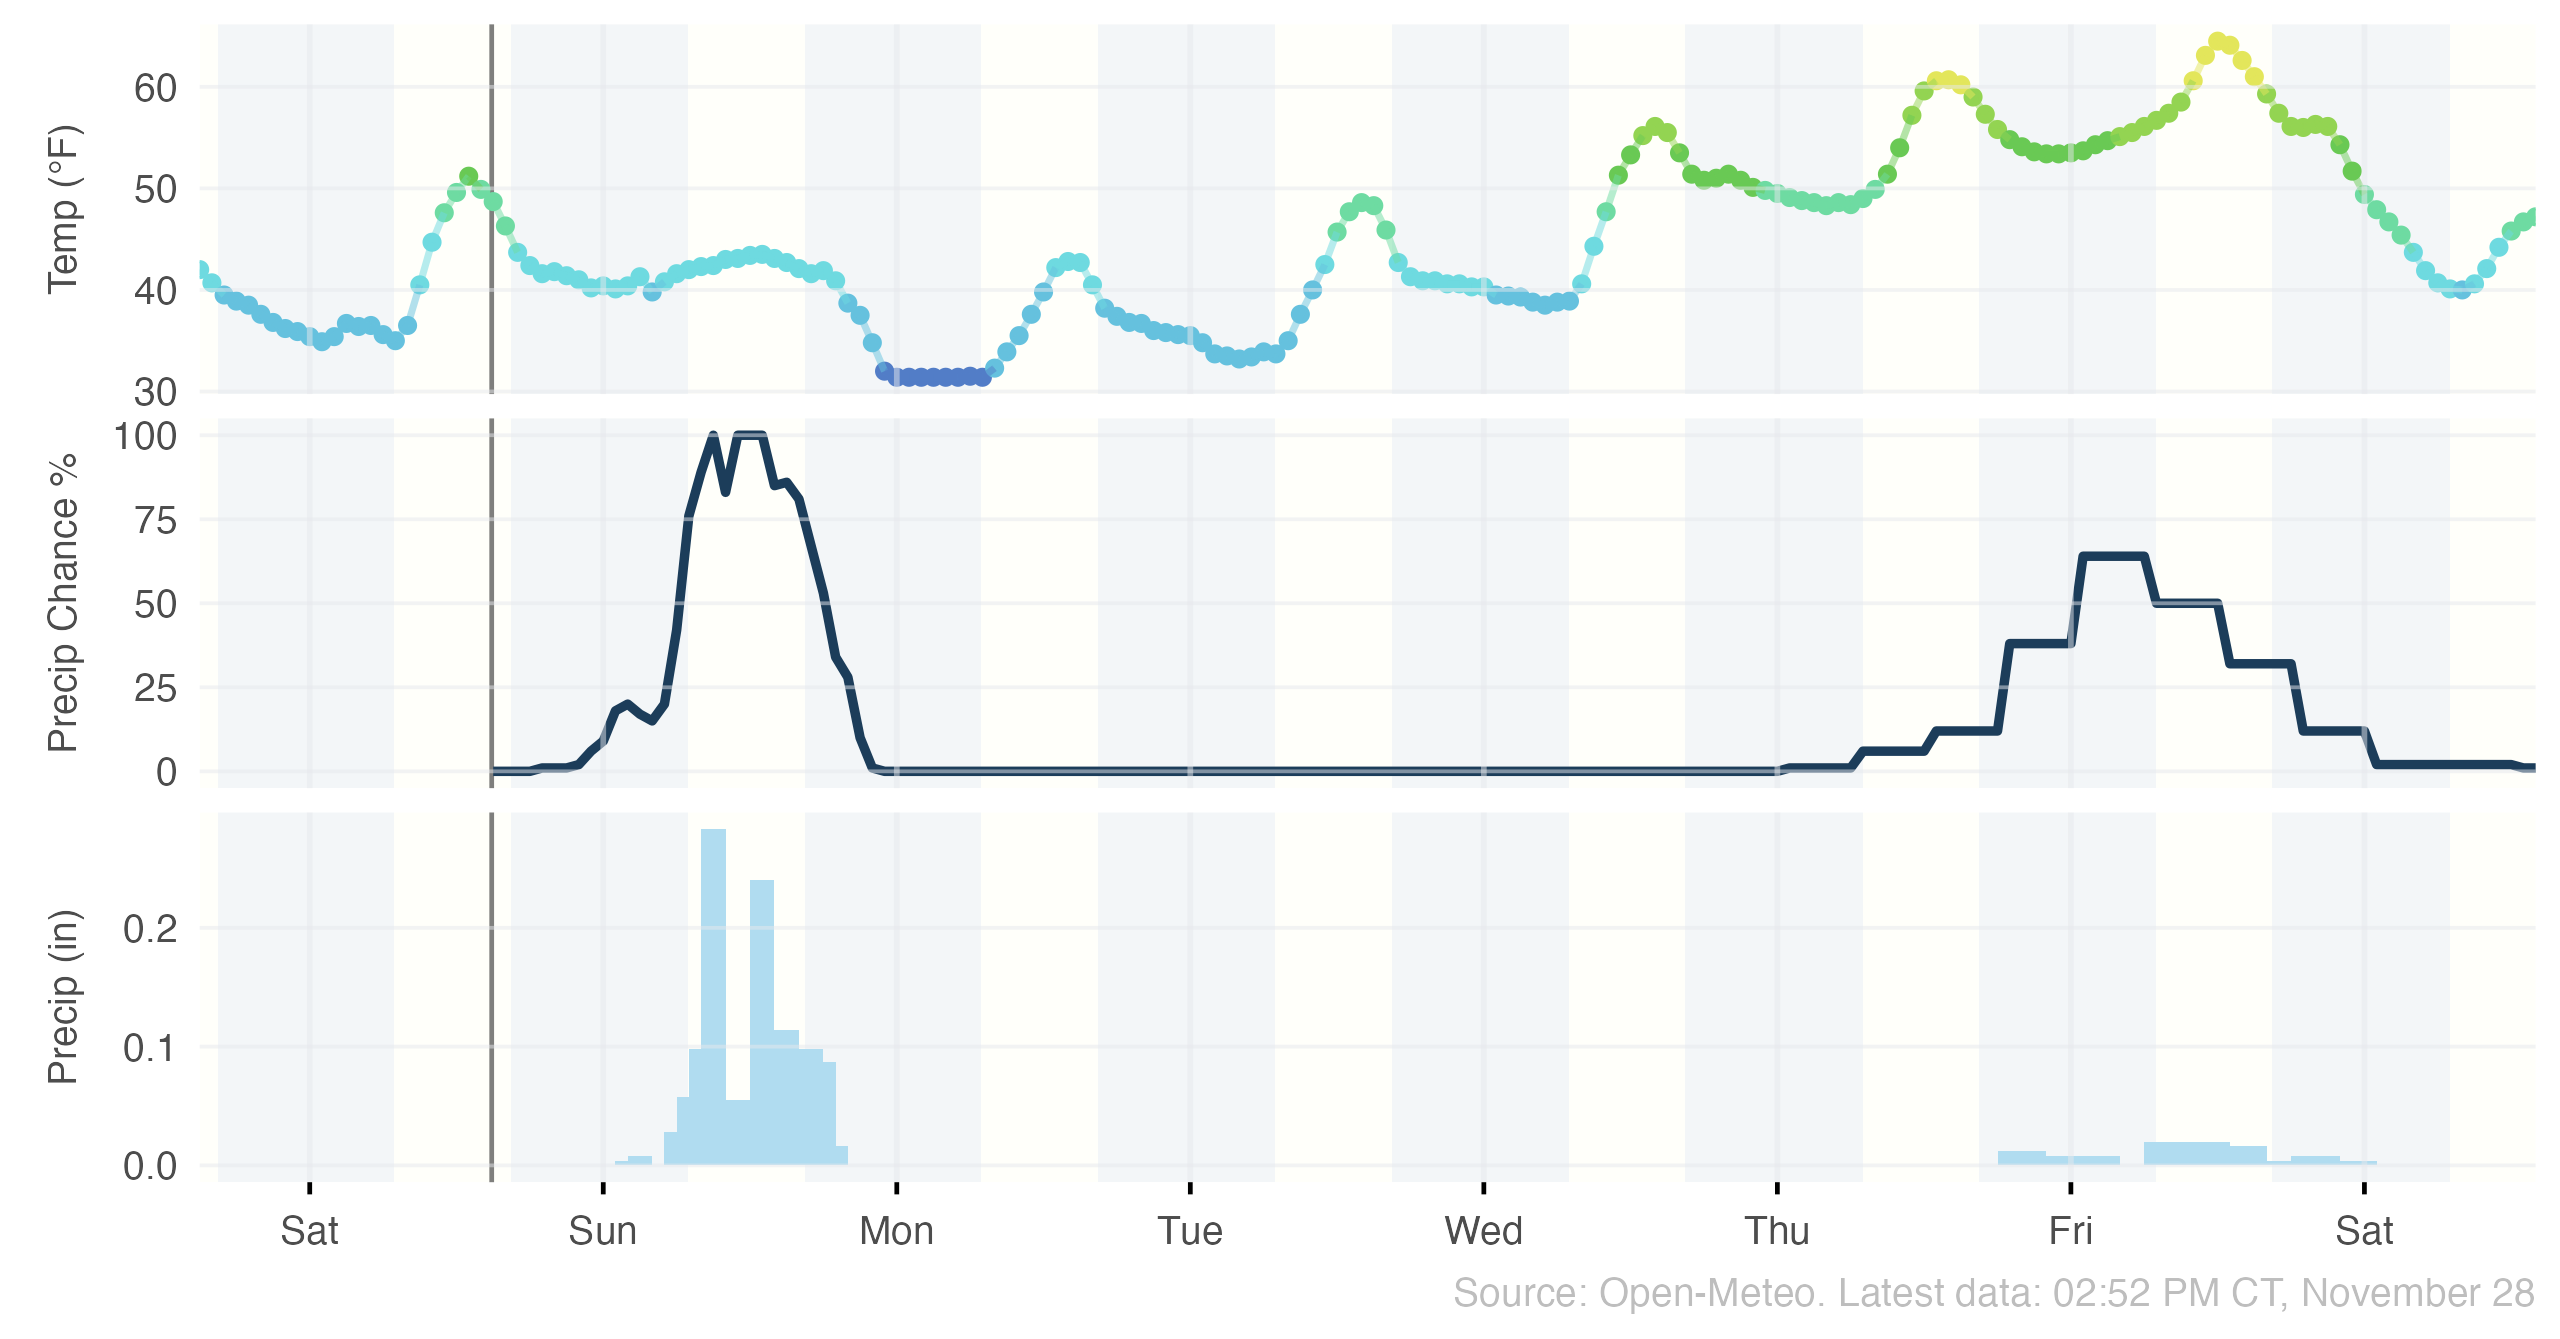 Temp (°F)
60
50
40
30
Precip Chance %
100
75
50
25
0
Precip (in)
0.2
0.1
0.0
Sat Sun Mon Tue Wed Thu Fri Sat
Source: Open-Meteo. Latest data: 02:52 PM CT, November 28